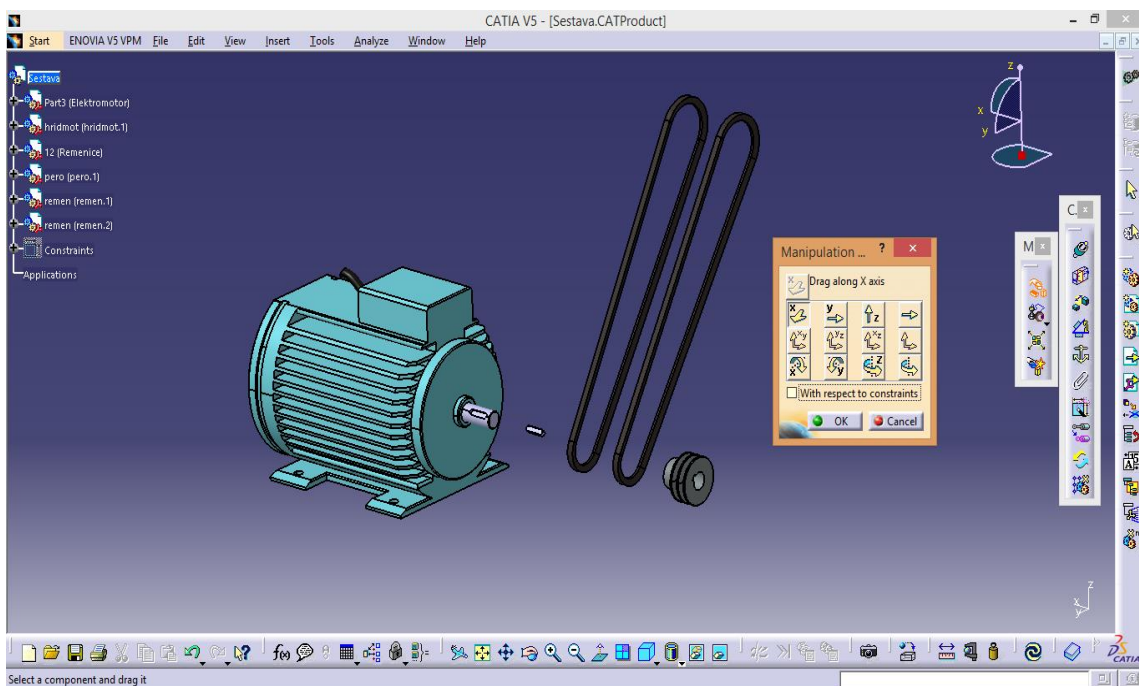 CATIA V5 - [Sestava.CATProduct]
Start ENOVIA V5 VPM File Edit View Insert Tools Analyze Window Help
Sestava
Part3 (Elektromotor)
hridmot (hridmot.1)
12 (Remenice)
pero (pero.1)
remen (remen.1)
remen (remen.2)
Constraints
Applications
z
x
y
C.
M
Manipulation ... ?
Drag along X axis
With respect to constraints
OK Cancel
z
x
y
f(x)
CATIA
Select a component and drag it